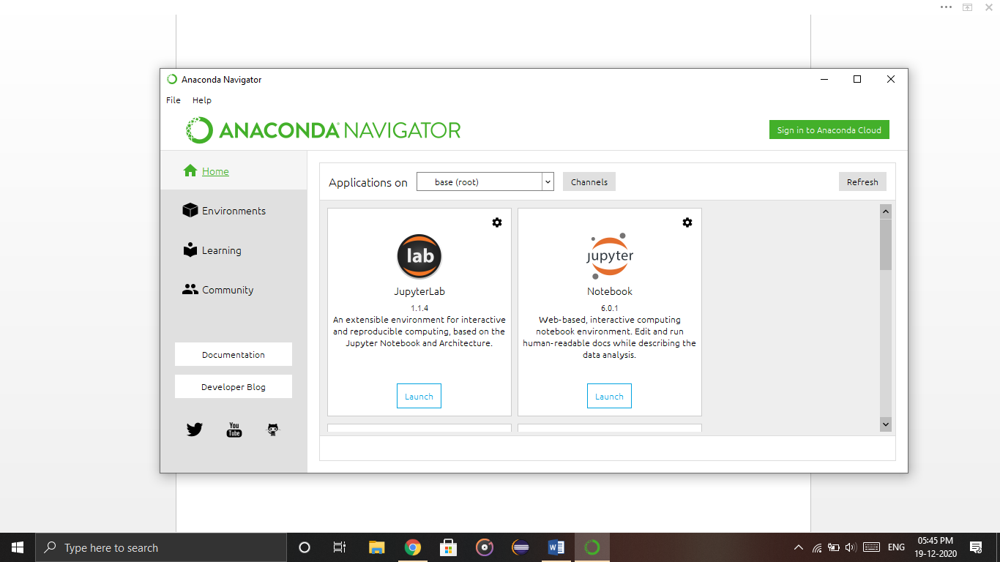 Anaconda Navigator
File Help
ANACONDA NAVIGATOR
Sign in to Anaconda Cloud
Home
Environments
Learning
Community
Documentation
Developer Blog
You
Tube
Applications on base (root) Channels Refresh
lab
JupyterLab
1.1.4
An extensible environment for interactive
and reproducible computing, based on the
Jupyter Notebook and Architecture.
Launch
jupyter
Notebook
6.0.1
Web-based, interactive computing
notebook environment. Edit and run
human-readable docs while describing the
data analysis.
Launch
Type here to search
W
ENG
05:45 PM
19-12-2020